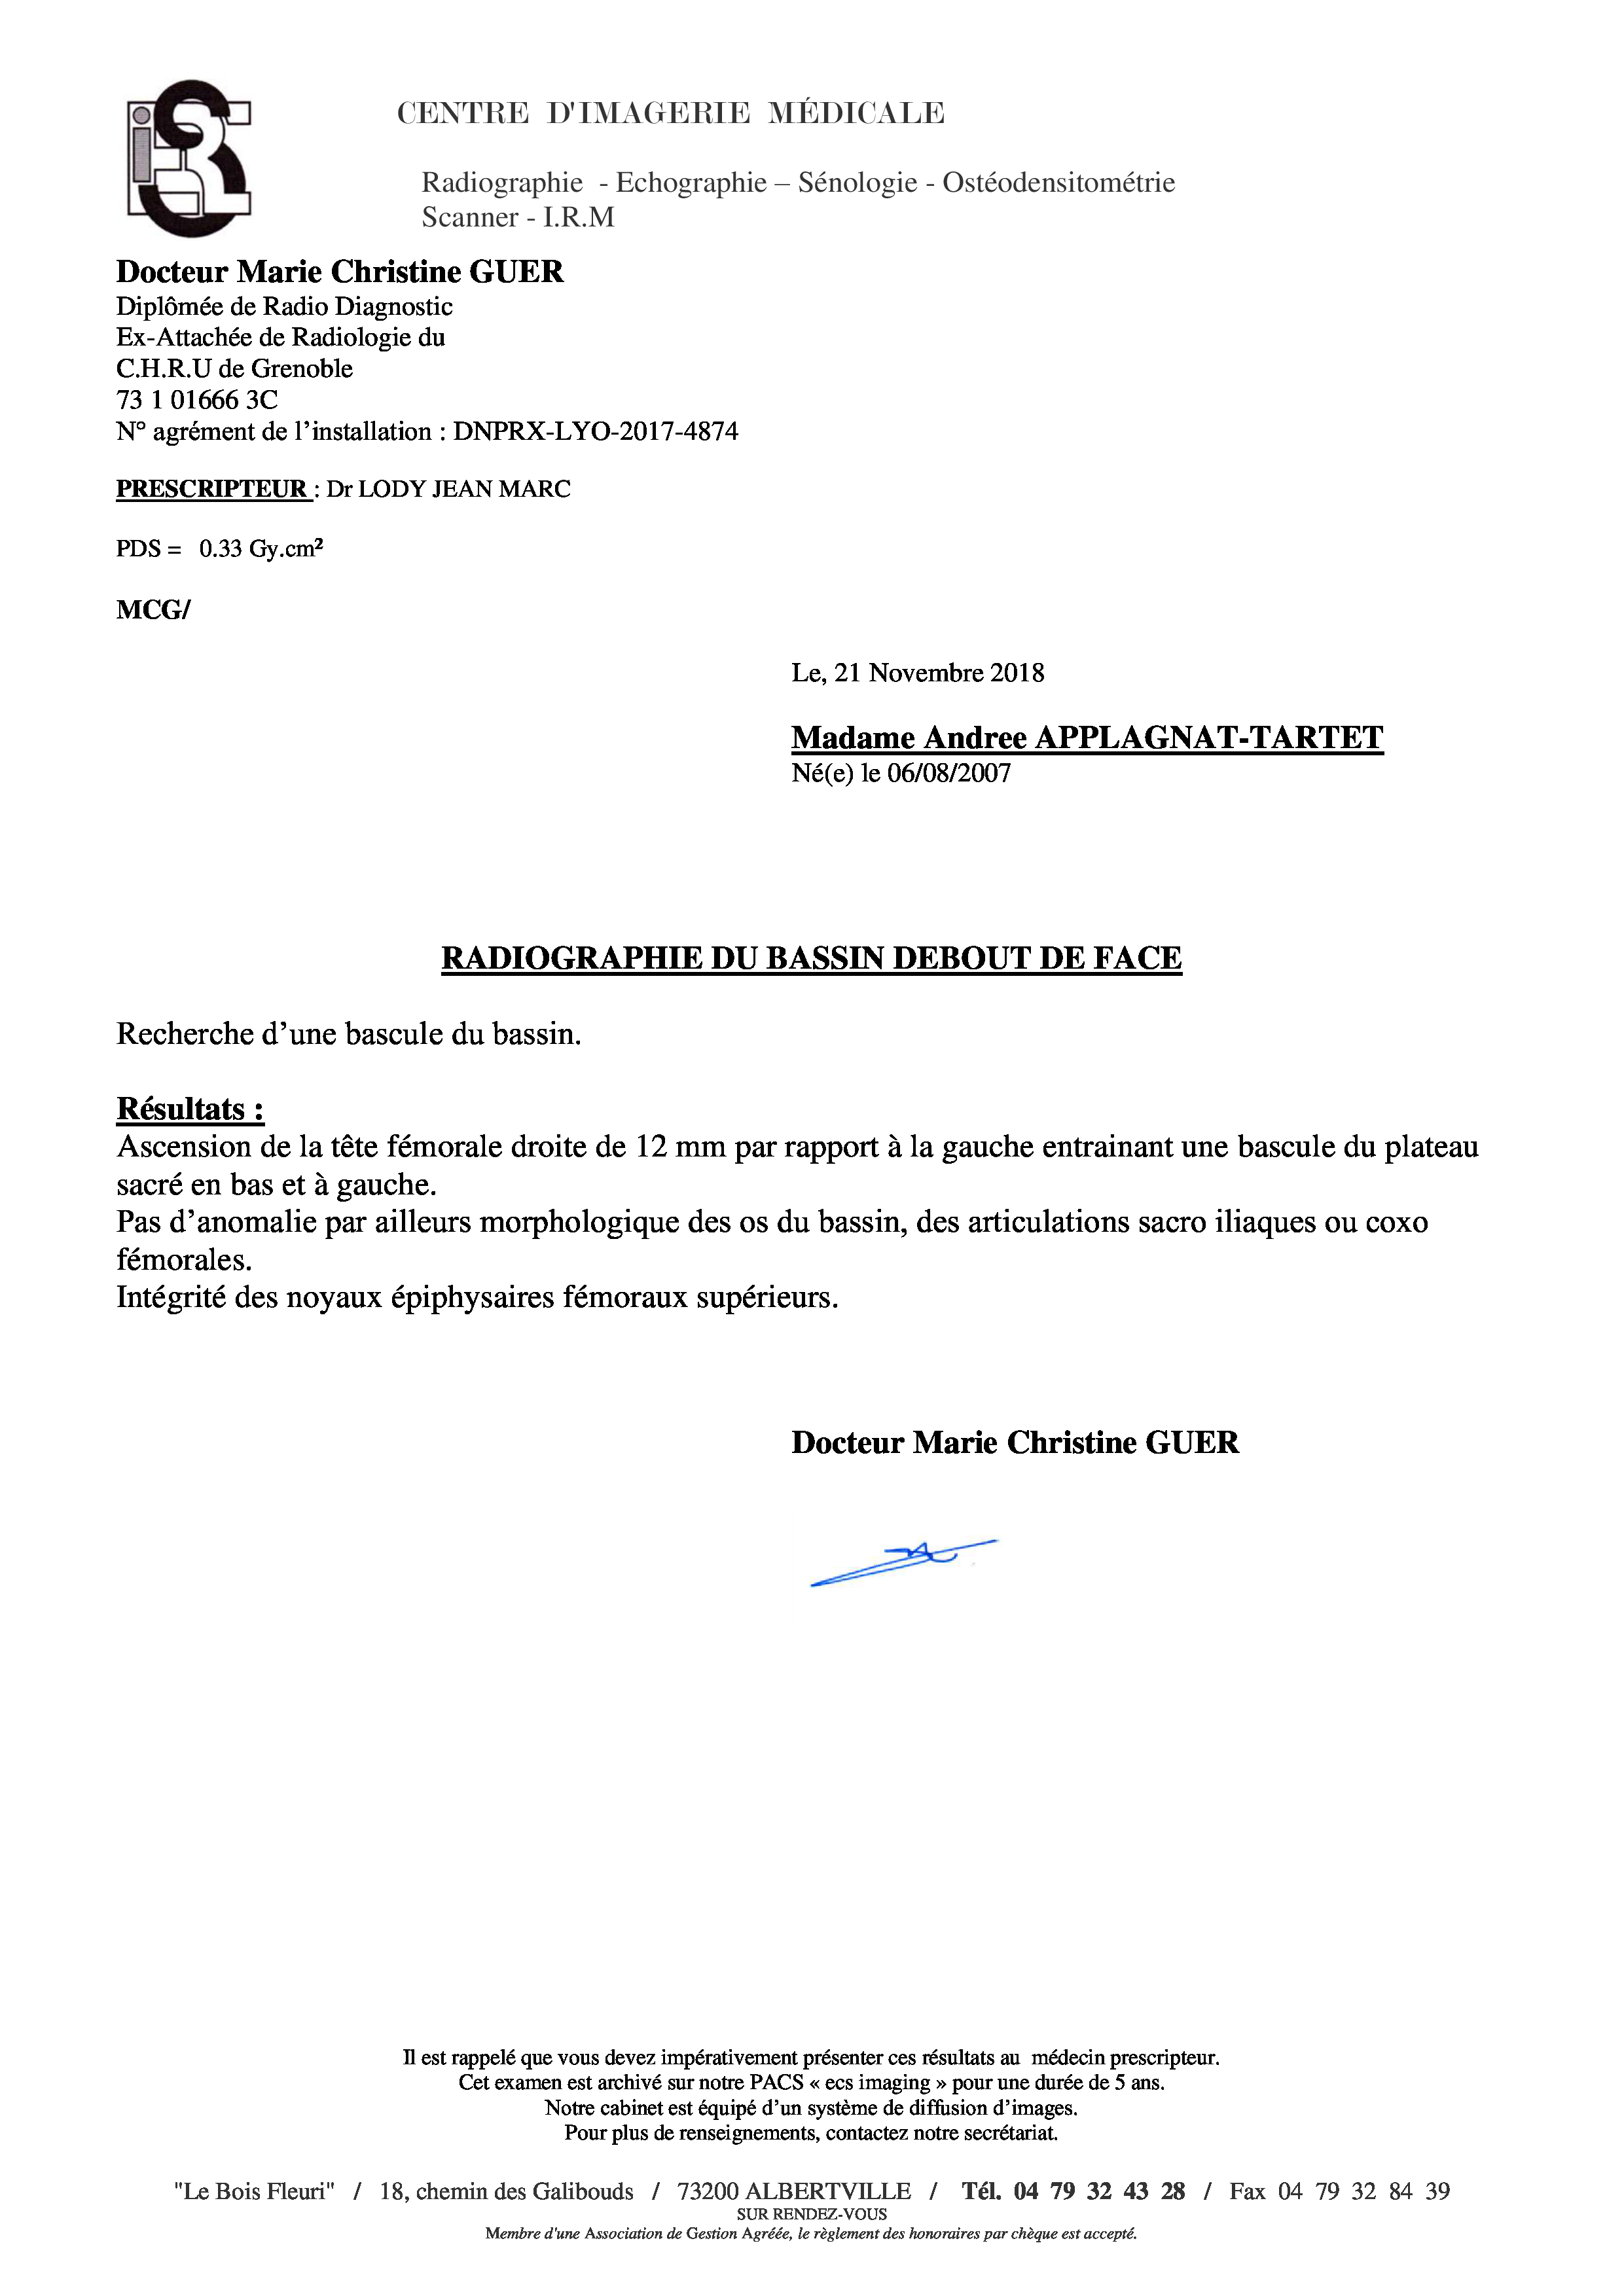 CENTRE D'IMAGERIE MÉDICALE
Radiographie - Echographie – Sénologie - Ostéodensitométrie
Scanner - I.R.M
Docteur Marie Christine GUER
Diplômée de Radio Diagnostic
Ex-Attachée de Radiologie du
C.H.R.U de Grenoble
73 1 01666 3C
N° agrément de l’installation : DNPRX-LYO-2017-4874
PRESCRIPTEUR : Dr LODY JEAN MARC
PDS = 0.33 Gy.cm²
MCG/
Le, 21 Novembre 2018
Madame Andree APPLAGNAT-TARTET
Né(e) le 06/08/2007
RADIOGRAPHIE DU BASSIN DEBOUT DE FACE
Recherche d’une bascule du bassin.
Résultats :
Ascension de la tête fémorale droite de 12 mm par rapport à la gauche entrainant une bascule du plateau
sacré en bas et à gauche.
Pas d’anomalie par ailleurs morphologique des os du bassin, des articulations sacro iliaques ou coxo
fémorales.
Intégrité des noyaux épiphysaires fémoraux supérieurs.
Docteur Marie Christine GUER
Il est rappelé que vous devez impérativement présenter ces résultats au médecin prescripteur.
Cet examen est archivé sur notre PACS « ecs imaging » pour une durée de 5 ans.
Notre cabinet est équipé d’un système de diffusion d’images.
Pour plus de renseignements, contactez notre secrétariat.
"Le Bois Fleuri" / 18, chemin des Galibouds / 73200 ALBERTVILLE / Tél. 04 79 32 43 28 / Fax 04 79 32 84 39
SUR RENDEZ-VOUS
Membre d'une Association de Gestion Agréée, le règlement des honoraires par chèque est accepté.